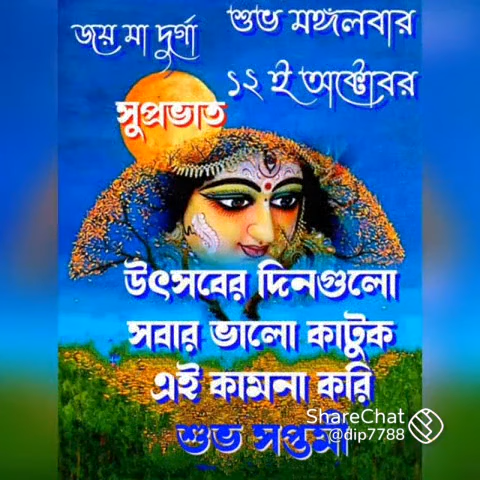 জয় মা দুর্গা
শুভ মঙ্গলবার
১২ ই অক্টোবর
সুপ্রভাত
উৎসবের দিনগুলো
সবার ভালো কাটুক
এই কামনা করি
শুভ সপ্তমী
ShareChat
@dip7788